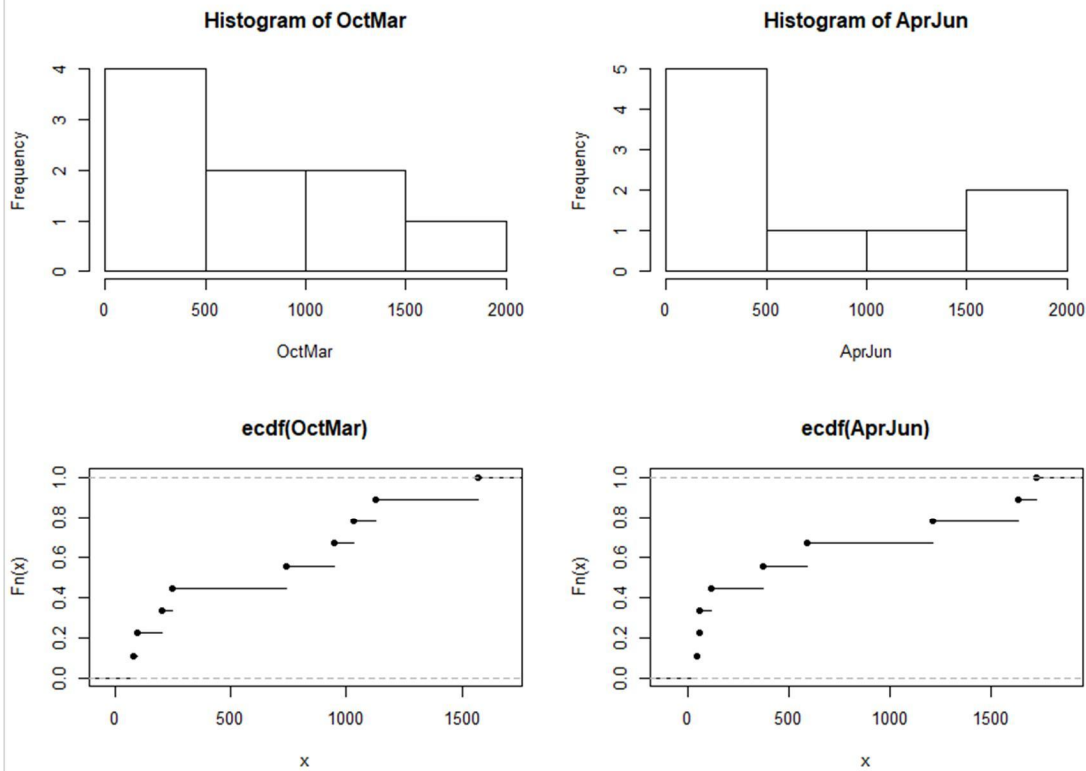 Histogram of OctMar
Frequency
0 1 2 3 4
0 500 1000 1500 2000
OctMar
Histogram of AprJun
Frequency
0 1 2 3 4 5
0 500 1000 1500 2000
AprJun
ecdf(OctMar)
Fn(x)
0.0 0.2 0.4 0.6 0.8 1.0
0 500 1000 1500
x
ecdf(AprJun)
Fn(x)
0.0 0.2 0.4 0.6 0.8 1.0
0 500 1000 1500
x